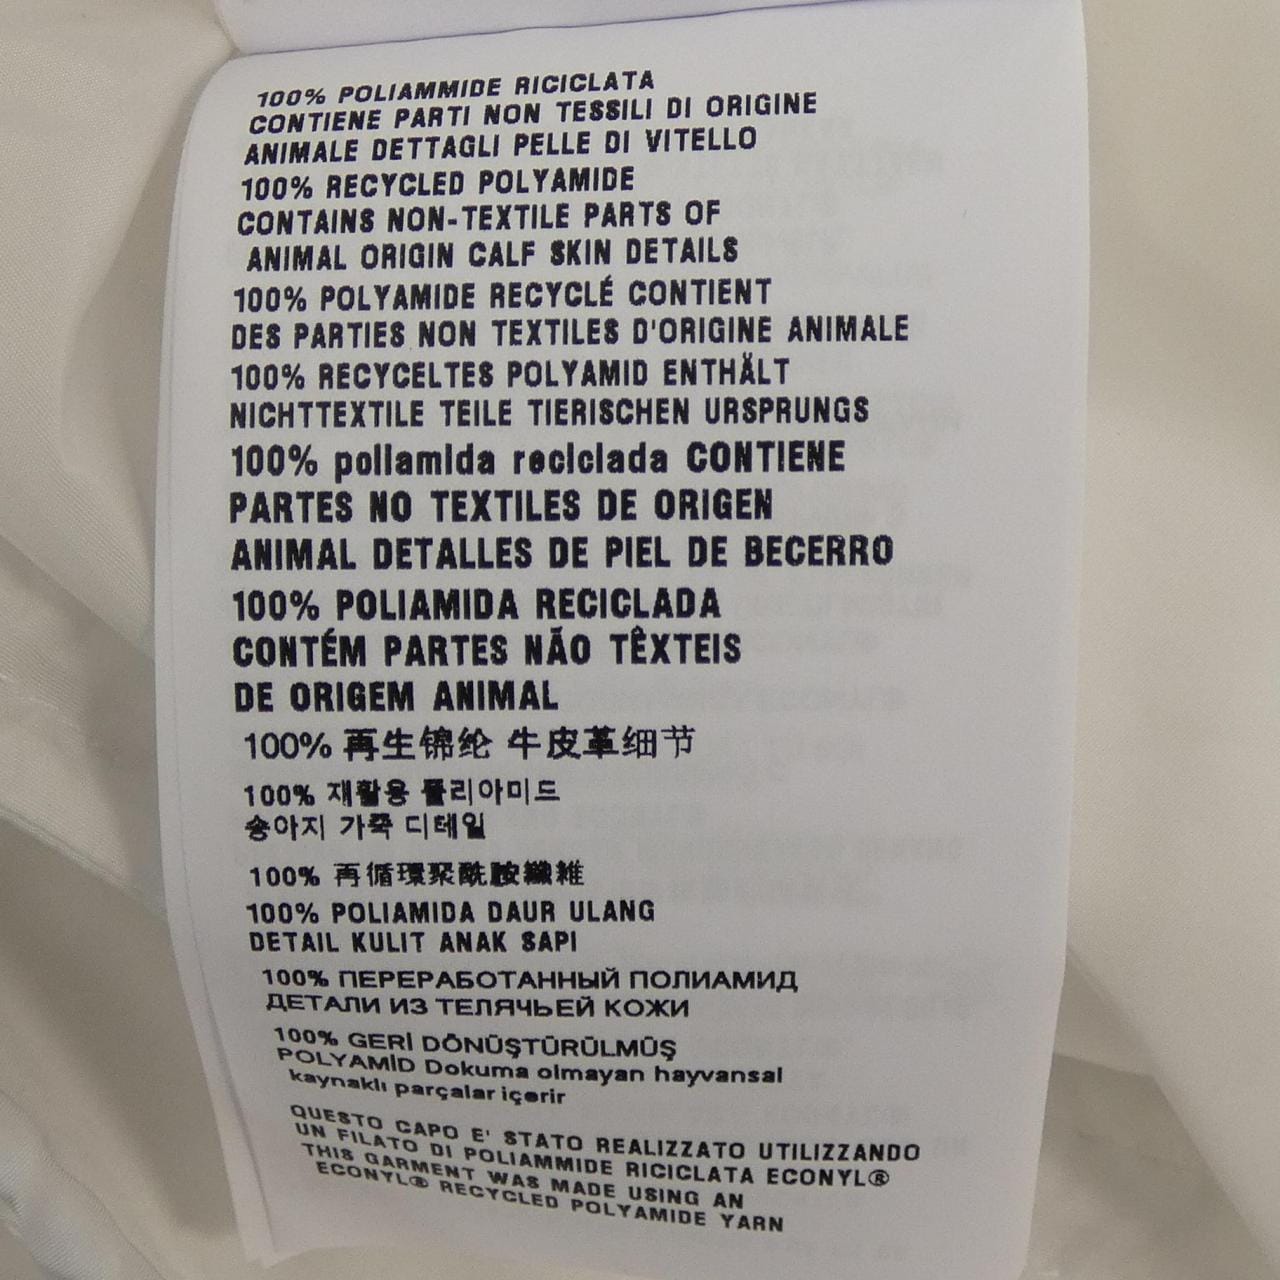 100% POLIAMMIDE RICICLATA
CONTIENE PARTI NON TESSILI DI ORIGINE
ANIMALE DETTAGLI PELLE DI VITELLO
100% RECYCLED POLYAMIDE
CONTAINS NON-TEXTILE PARTS OF
ANIMAL ORIGIN CALF SKIN DETAILS
100% POLYAMIDE RECYCLÉ CONTIENT
DES PARTIES NON TEXTILES D'ORIGINE ANIMALE
100% RECYCELTES POLYAMID ENTHÄLT
NICHTTEXTILE TEILE TIERISCHEN URSPRUNGS
100% poliamida reciclada CONTIENE
PARTES NO TEXTILES DE ORIGEN
ANIMAL DETALLES DE PIEL DE BECERRO
100% POLIAMIDA RECICLADA
CONTÉM PARTES NÃO TÊXTEIS
DE ORIGEM ANIMAL
100% 再生锦纶 牛皮革细节
100% 재활용 폴리아미드
송아지 가죽 디테일
100% 再循環聚酰胺纖維
100% POLIAMIDA DAUR ULANG
DETAIL KULIT ANAK SAPI
100% ПЕРЕРАБОТАННЫЙ ПОЛИАМИД
ДЕТАЛИ ИЗ ТЕЛЯЧЬЕЙ КОЖИ
100% GERİ DÖNÜŞTÜRÜLMÜŞ
POLYAMİD Dokuma olmayan hayvansal
kaynaklı parçalar içerir
QUESTO CAPO E' STATO REALIZZATO UTILIZZANDO
UN FILATO DI POLIAMMIDE RICICLATA ECONYL®
THIS GARMENT WAS MADE USING AN
ECONYL® RECYCLED POLYAMIDE YARN